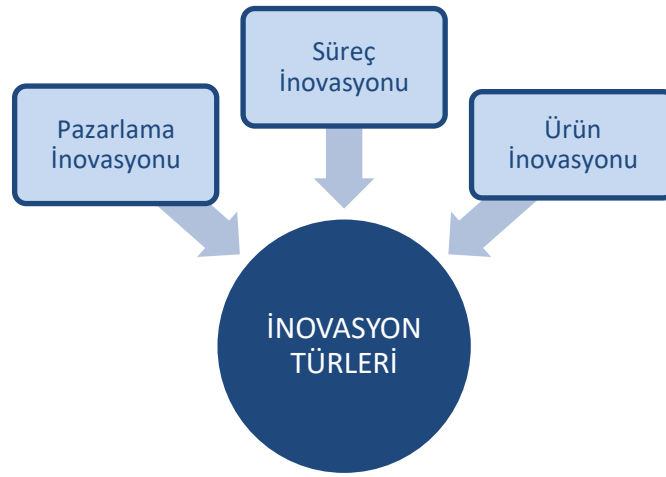 Süreç
İnovasyonu
Pazarlama
İnovasyonu
Ürün
İnovasyonu
İNOVASYON
TÜRLERİ